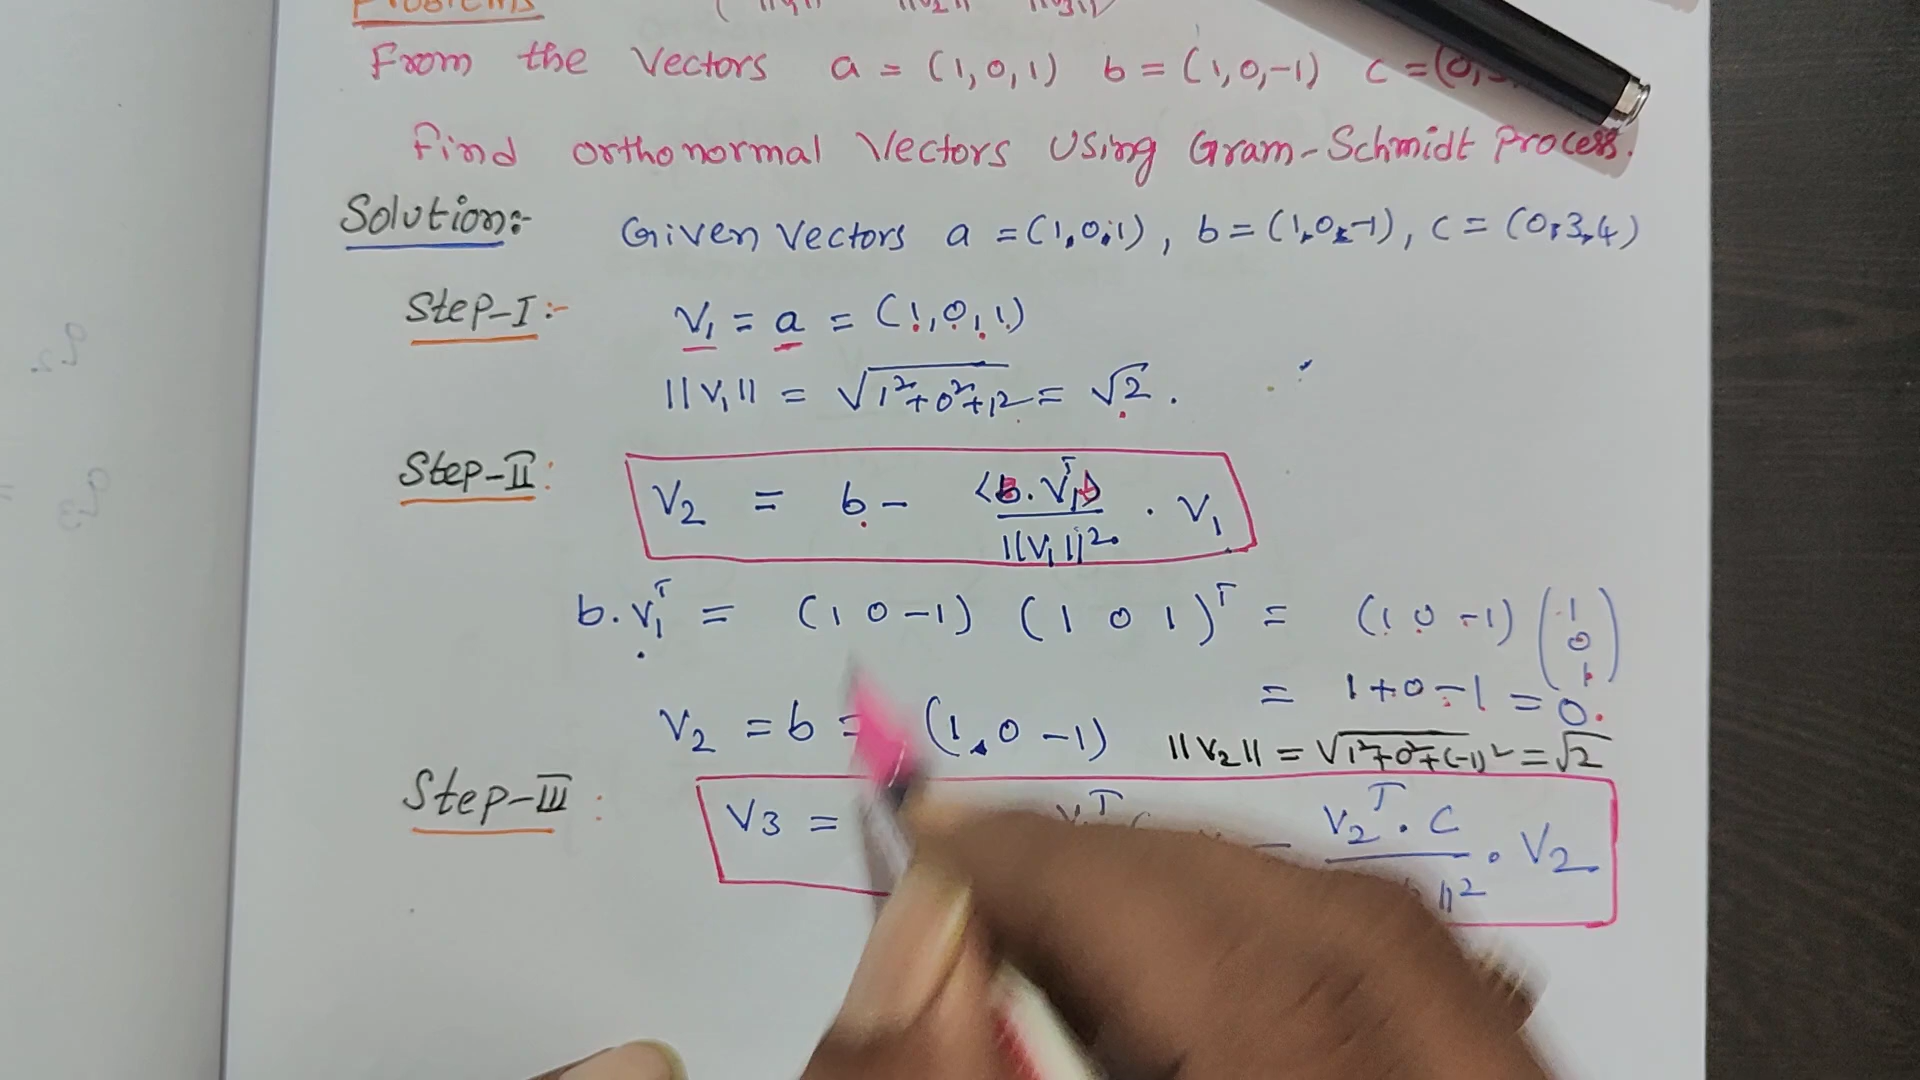 Problems
From the Vectors a = (1,0,1) b = (1,0,-1) c = (0,
find orthonormal Vectors Using Gram-Schmidt Process.
Solution:- Given Vectors a = (1,0,1), b = (1,0,-1), c = (0,3,4)
Step-I:- V₁ = a = (1,0,1)
||V₁|| = √1²+0²+1² = √2.
Step-II: V₂ = b - <b.V₁ᵀ>/||V₁||² . V₁
b.V₁ᵀ = (1 0 -1) (1 0 1)ᵀ = (1 0 -1) (1 0 1)
= 1+0-1 = 0.
V₂ = b = (1,0 -1) ||V₂|| = √1²+0²+(-1)² = √2
Step-III: V₃ = V₂ᵀ.c . V₂